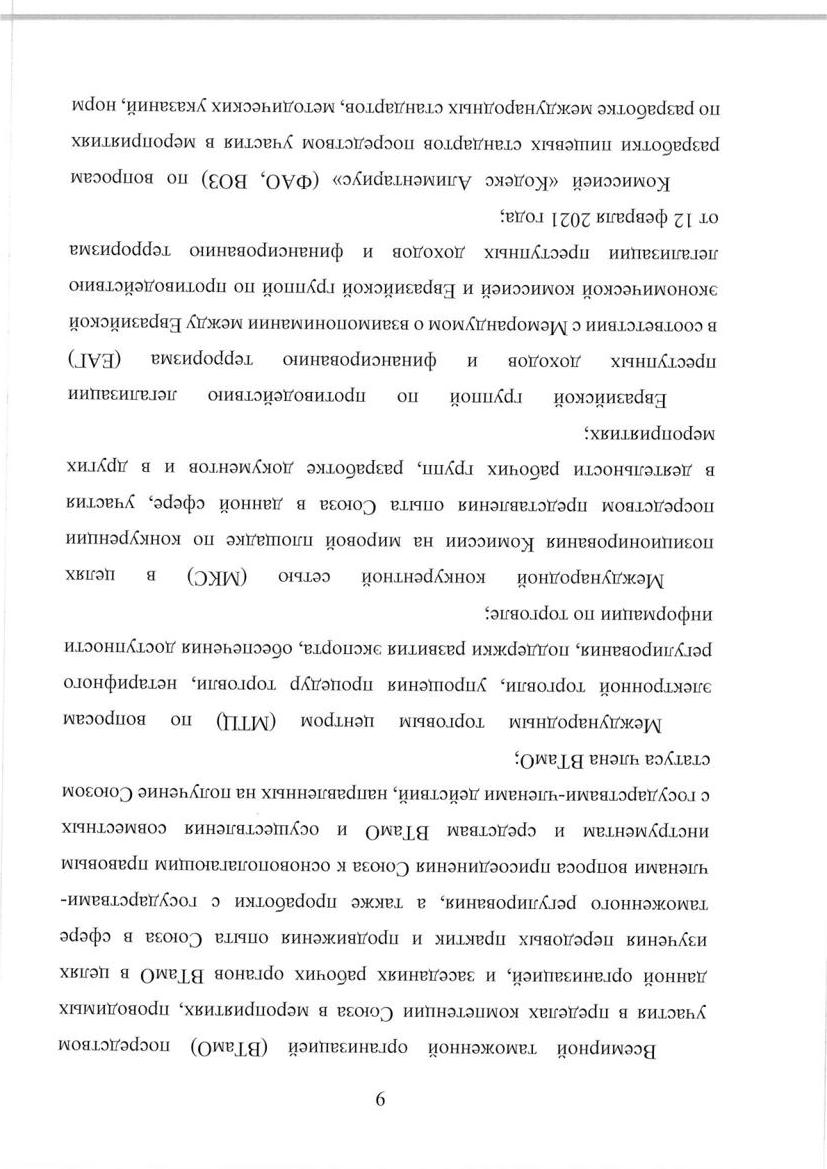 6
Всемирной таможенной организацией (ВТамО) посредством
участия в пределах компетенции Союза в мероприятиях, проводимых
данной организацией, и заседаниях рабочих органов ВТамО в целях
изучения передовых практик и продвижения опыта Союза в сфере
таможенного регулирования, а также проработки с государствами-
членами вопроса присоединения Союза к основополагающим правовым
инструментам и средствам ВТамО и осуществления совместных
с государствами-членами действий, направленных на получение Союзом
статуса члена ВТамО;
Международным торговым центром (МТЦ) по вопросам
электронной торговли, упрощения процедур торговли, нетарифного
регулирования, поддержки развития экспорта, обеспечения доступности
информации по торговле;
Международной конкурентной сетью (МКС) в целях
позиционирования Комиссии на мировой площадке по конкуренции
посредством представления опыта Союза в данной сфере, участия
в деятельности рабочих групп, разработке документов и в других
мероприятиях;
Евразийской группой по противодействию легализации
преступных доходов и финансированию терроризма (ЕАГ)
в соответствии с Меморандумом о взаимопонимании между Евразийской
экономической комиссией и Евразийской группой по противодействию
легализации преступных доходов и финансированию терроризма
от 12 февраля 2021 года;
Комиссией «Кодекс Алиментариус» (ФАО, ВОЗ) по вопросам
разработки пищевых стандартов посредством участия в мероприятиях
по разработке международных стандартов, методических указаний, норм